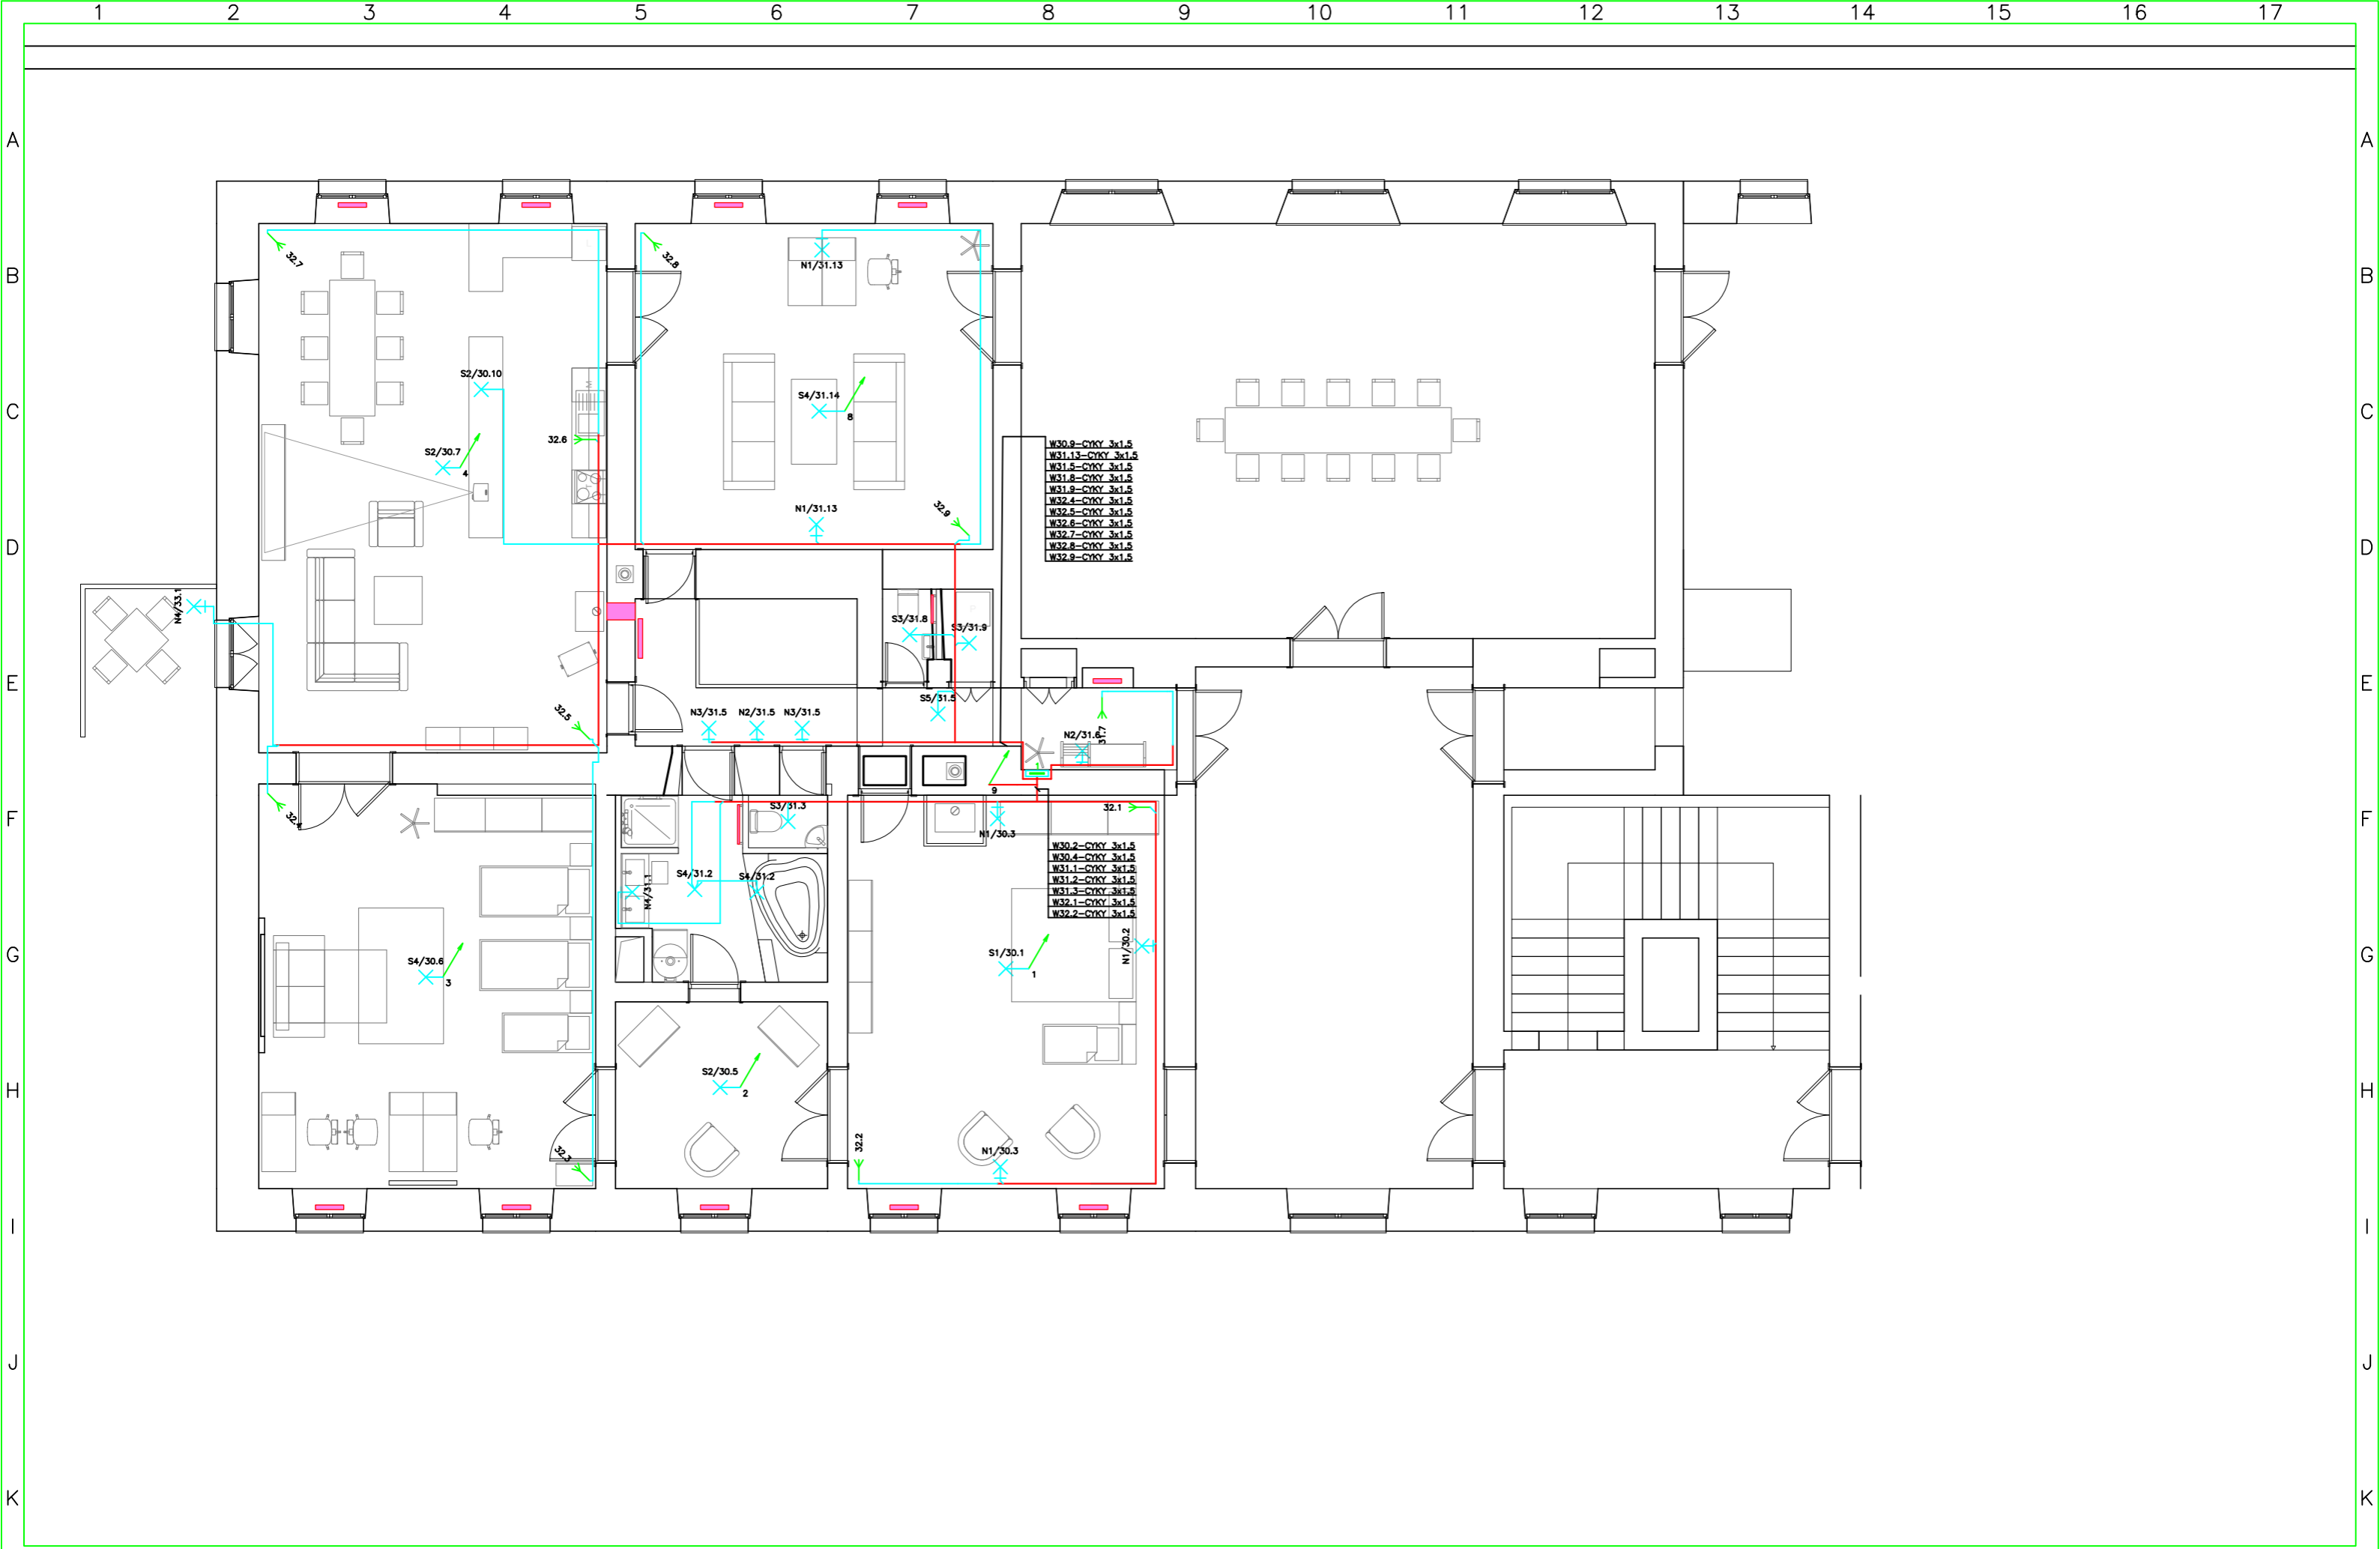 1 2 3 4 5 6 7 8 9 10 11 12 13 14 15 16 17
A A
32.7
32.8
N1/31.13
B B
S2/30.10
S4/31.14
8
C C
32.6
W30.9-CYKY 3x1.5
W31.13-CYKY 3x1.5
W31.5-CYKY 3x1.5
W31.8-CYKY 3x1.5
W31.9-CYKY 3x1.5
W32.4-CYKY 3x1.5
W32.5-CYKY 3x1.5
W32.6-CYKY 3x1.5
W32.7-CYKY 3x1.5
W32.8-CYKY 3x1.5
W32.9-CYKY 3x1.5
S2/30.7
4
N1/31.13
32.9
D D
N4/33.1
S3/31.8
S3/31.9
E E
S5/31.5
32.5
N3/31.5
N2/31.5
N3/31.5
N2/31.6
31.7
9
S3/31.3
32.1
F F
N1/30.3
W30.2-CYKY 3x1.5
W30.4-CYKY 3x1.5
W31.1-CYKY 3x1.5
W31.2-CYKY 3x1.5
W31.3-CYKY 3x1.5
W32.1-CYKY 3x1.5
W32.2-CYKY 3x1.5
N4/31.1
S4/31.2
S4/31.2
N1/30.2
G G
S4/30.6
3
S1/30.1
1
S2/30.5
2
H H
32.3
32.2
N1/30.3
I I
J J
K K